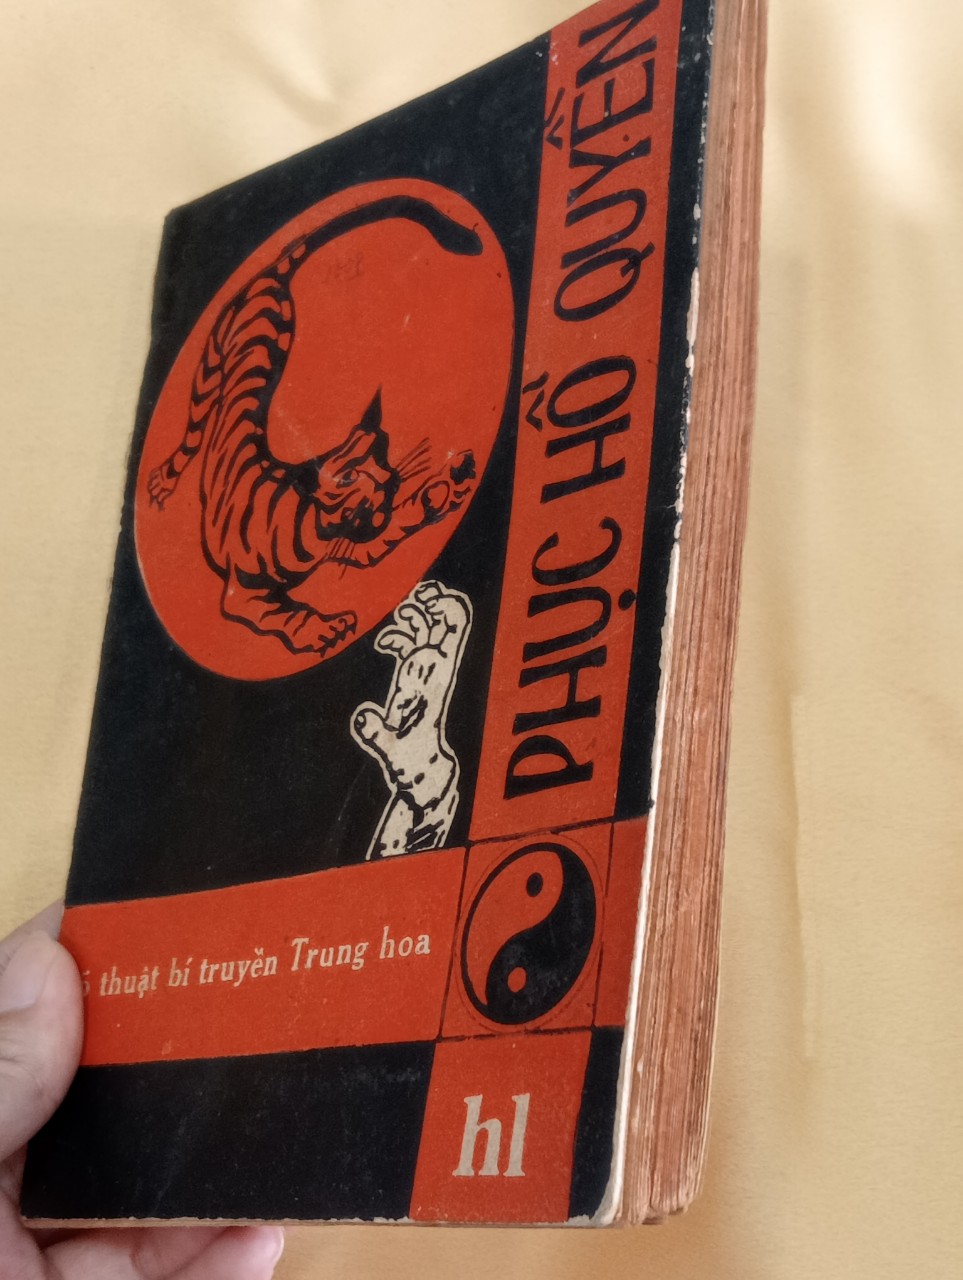 PHỤC HỔ QUYỀN
thuật bí truyền Trung hoa
hl